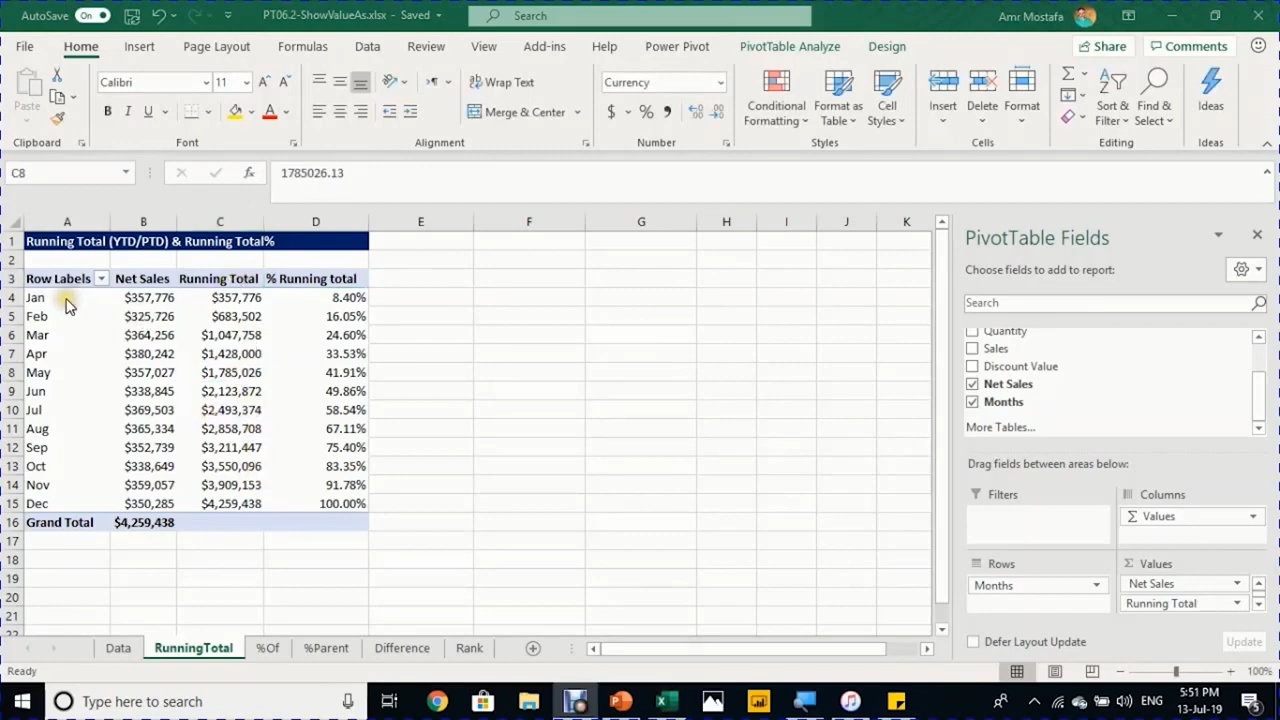 AutoSave On PT06.2-ShowValueAs.xlsx - Saved Search Amr Mostafa
File Home Insert Page Layout Formulas Data Review View Add-ins Help Power Pivot PivotTable Analyze Design Share Comments
Paste Calibri 11 Wrap Text Currency Conditional Formatting Format as Table Cell Styles Insert Delete Format Sort & Filter Find & Select Ideas
B I U Merge & Center $ %
Clipboard Font Alignment Number Styles Cells Editing Ideas
C8 fx 1785026.13
A B C D E F G H I J K
1 Running Total (YTD/PTD) & Running Total%
2
3 Row Labels Net Sales Running Total % Running total
4 Jan $357,776 $357,776 8.40%
5 Feb $325,726 $683,502 16.05%
6 Mar $364,256 $1,047,758 24.60%
7 Apr $380,242 $1,428,000 33.53%
8 May $357,027 $1,785,026 41.91%
9 Jun $338,845 $2,123,872 49.86%
10 Jul $369,503 $2,493,374 58.54%
11 Aug $365,334 $2,858,708 67.11%
12 Sep $352,739 $3,211,447 75.40%
13 Oct $338,649 $3,550,096 83.35%
14 Nov $359,057 $3,909,153 91.78%
15 Dec $350,285 $4,259,438 100.00%
16 Grand Total $4,259,438
17
18
19
20
21
22
PivotTable Fields
Choose fields to add to report:
Search
Quantity
Sales
Discount Value
Net Sales
Months
More Tables...
Drag fields between areas below:
Filters Columns
Σ Values
Rows Σ Values
Months Net Sales
Running Total
Defer Layout Update Update
Data RunningTotal %Of %Parent Difference Rank
Ready 100%
Type here to search ENG 5:51 PM
13-Jul-19 5